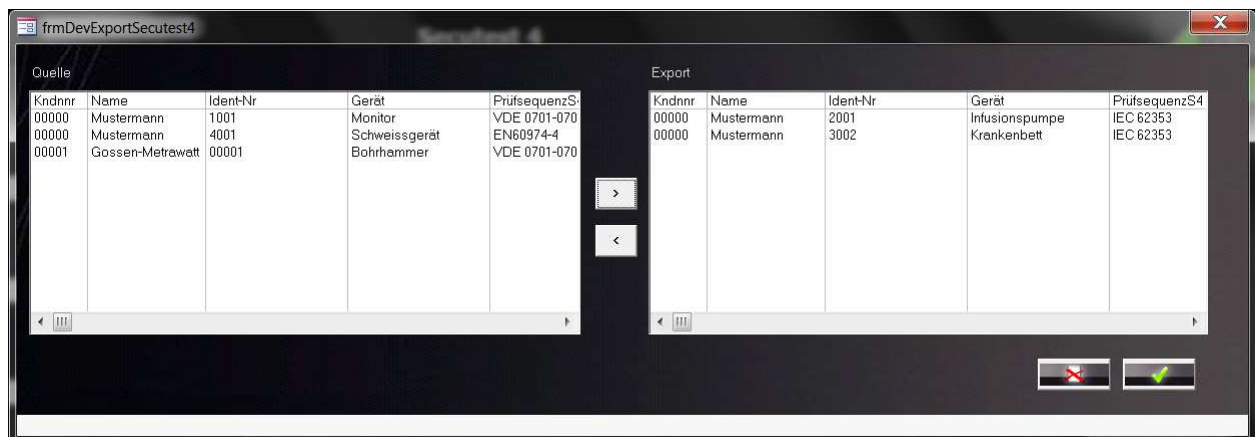 frmDevExportSecutest4
Secutest 4
Quelle
Kndnnr Name Ident-Nr Gerät PrüfsequenzS
00000 Mustermann 1001 Monitor VDE 0701-070
00000 Mustermann 4001 Schweissgerät EN60974-4
00001 Gossen-Metrawatt 00001 Bohrhammer VDE 0701-070
>
<
Export
Kndnnr Name Ident-Nr Gerät PrüfsequenzS4
00000 Mustermann 2001 Infusionspumpe IEC 62353
00000 Mustermann 3002 Krankenbett IEC 62353